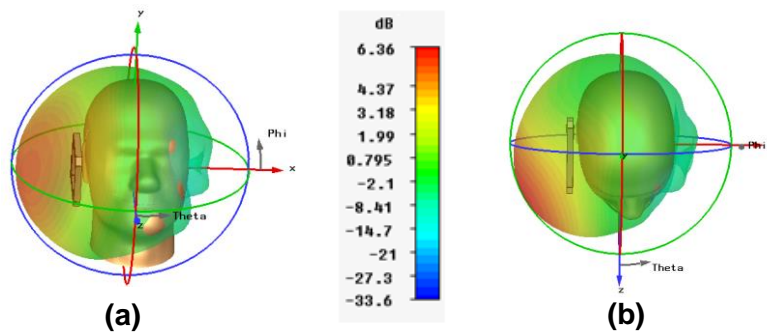 y
Phi
x
Theta
z
(a)
dB
6.36
4.37
3.18
1.99
0.795
-2.1
-8.41
-14.7
-21
-27.3
-33.6
y
Phi
Theta
z
(b)